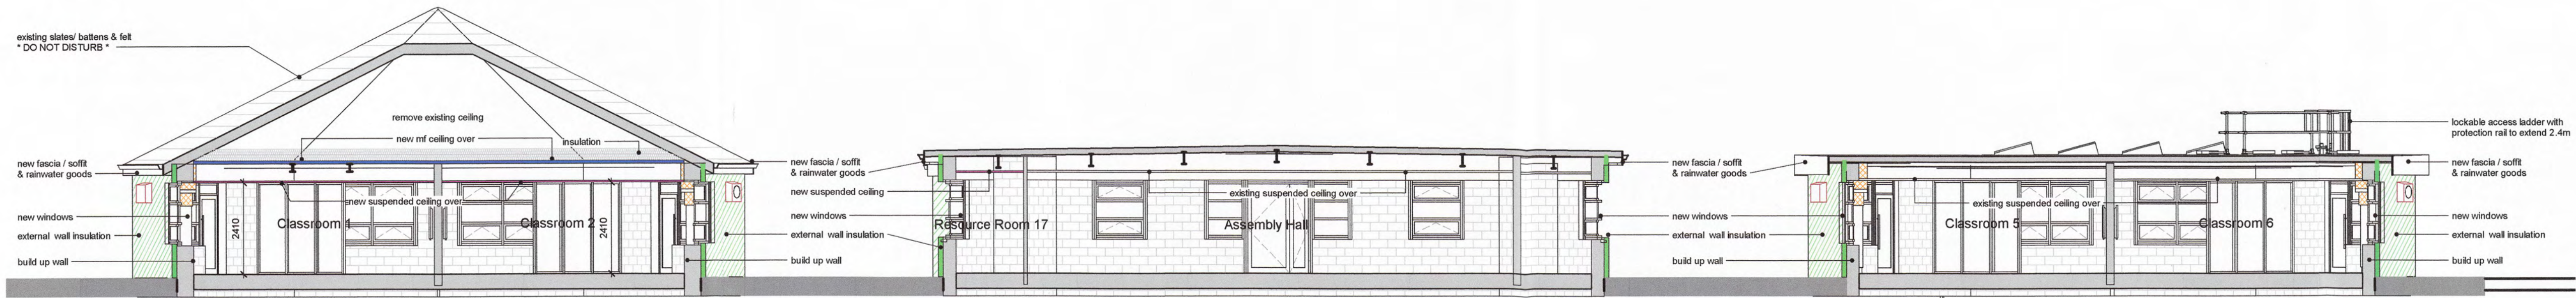 existing slates/ battens & felt
* DO NOT DISTURB *
remove existing ceiling
new mf ceiling over
insulation
new fascia / soffit
& rainwater goods
new suspended ceiling over
2410
Classroom 1
Classroom 2
2410
new windows
external wall insulation
build up wall
new fascia / soffit
& rainwater goods
new suspended ceiling
new windows
external wall insulation
build up wall
existing suspended ceiling over
Resource Room 17
Assembly Hall
new fascia / soffit
& rainwater goods
new windows
external wall insulation
build up wall
existing suspended ceiling over
Classroom 5
Classroom 6
lockable access ladder with
protection rail to extend 2.4m
new fascia / soffit
& rainwater goods
new windows
external wall insulation
build up wall